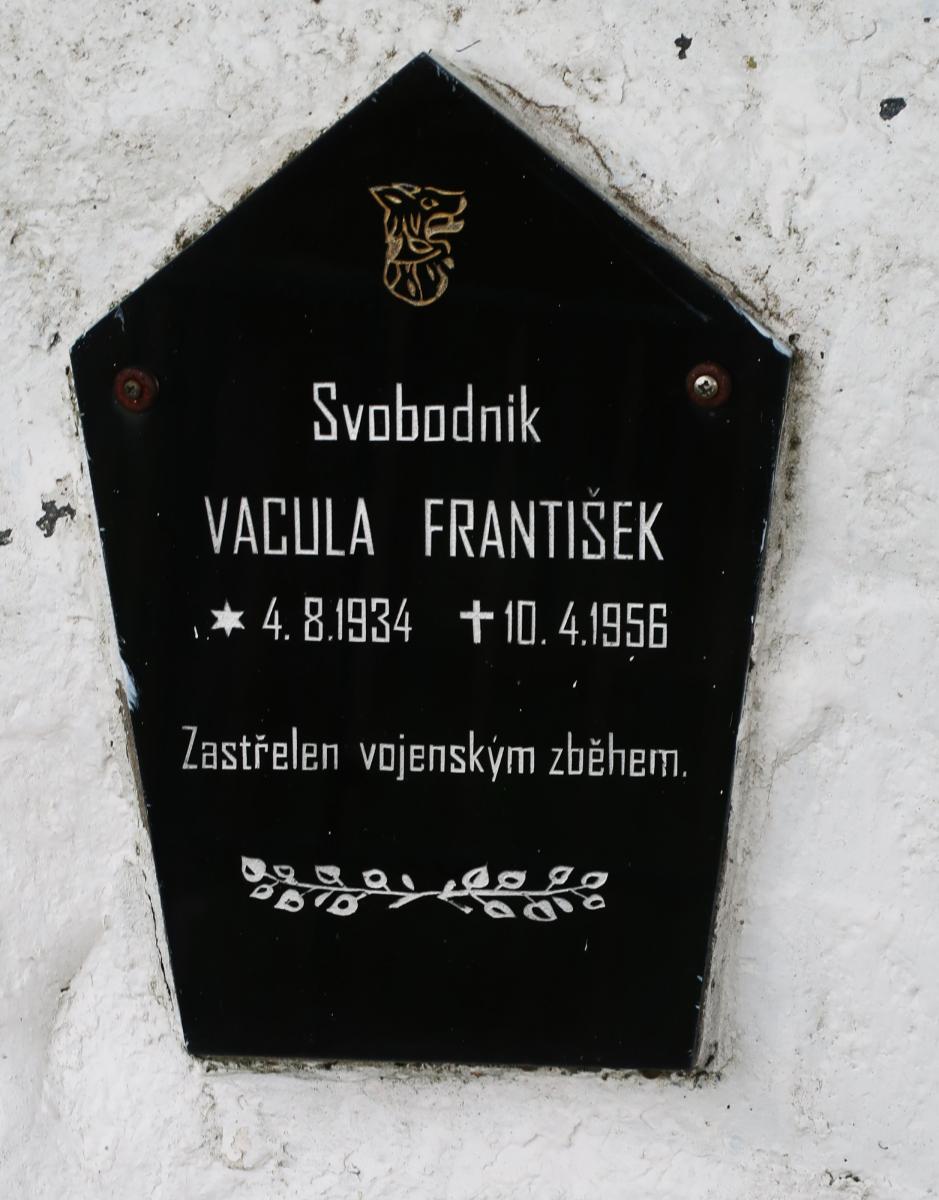 Svobodnik
VACULA FRANTIŠEK
* 4. 8.1934 ✝ 10. 4.1956
Zastřelen vojenským zběhem.